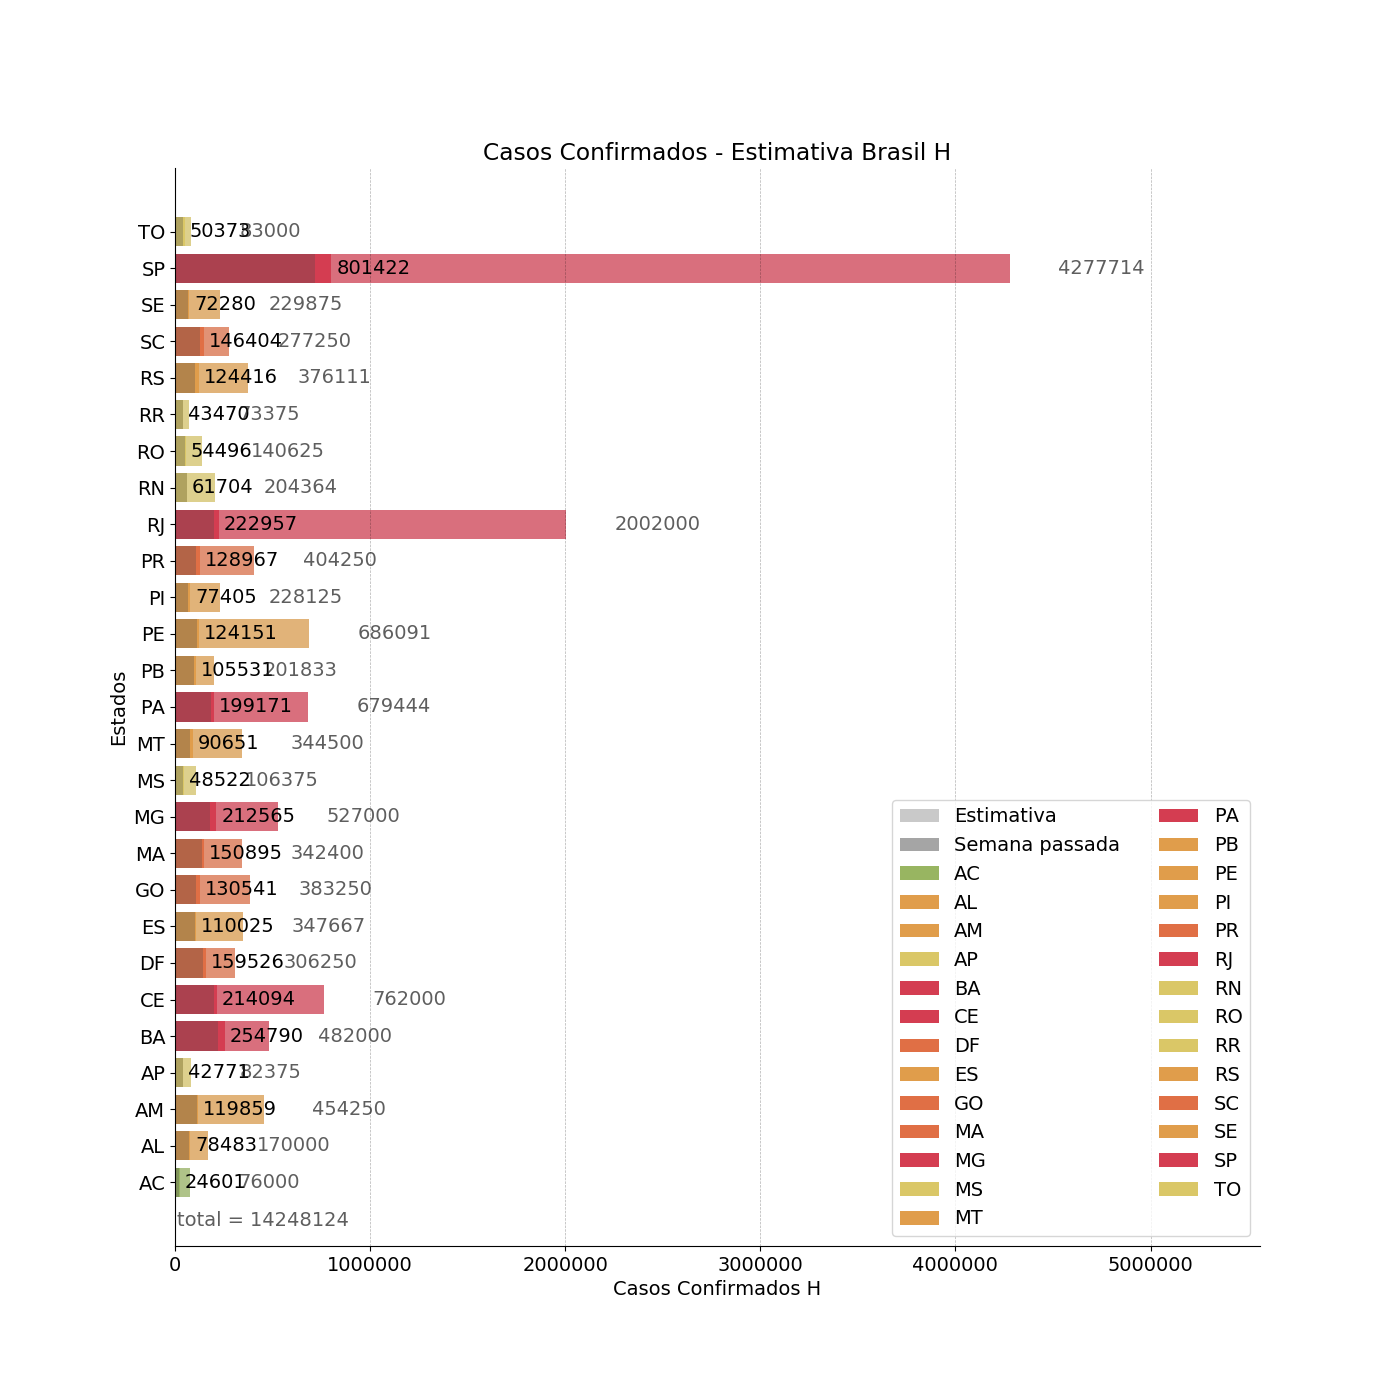 Casos Confirmados - Estimativa Brasil H
TO 50373 83000
SP 801422 4277714
SE 72280 229875
SC 146404 277250
RS 124416 376111
RR 43470 73375
RO 54496 140625
RN 61704 204364
RJ 222957 2002000
PR 128967 404250
PI 77405 228125
PE 124151 686091
PB 105531 201833
PA 199171 679444
MT 90651 344500
MS 48522 106375
MG 212565 527000
MA 150895 342400
GO 130541 383250
ES 110025 347667
DF 159526 306250
CE 214094 762000
BA 254790 482000
AP 42771 82375
AM 119859 454250
AL 78483 170000
AC 24601 76000
total = 14248124
Estados
0 1000000 2000000 3000000 4000000 5000000
Casos Confirmados H
Estimativa
Semana passada
AC
AL
AM
AP
BA
CE
DF
ES
GO
MA
MG
MS
MT
PA
PB
PE
PI
PR
RJ
RN
RO
RR
RS
SC
SE
SP
TO